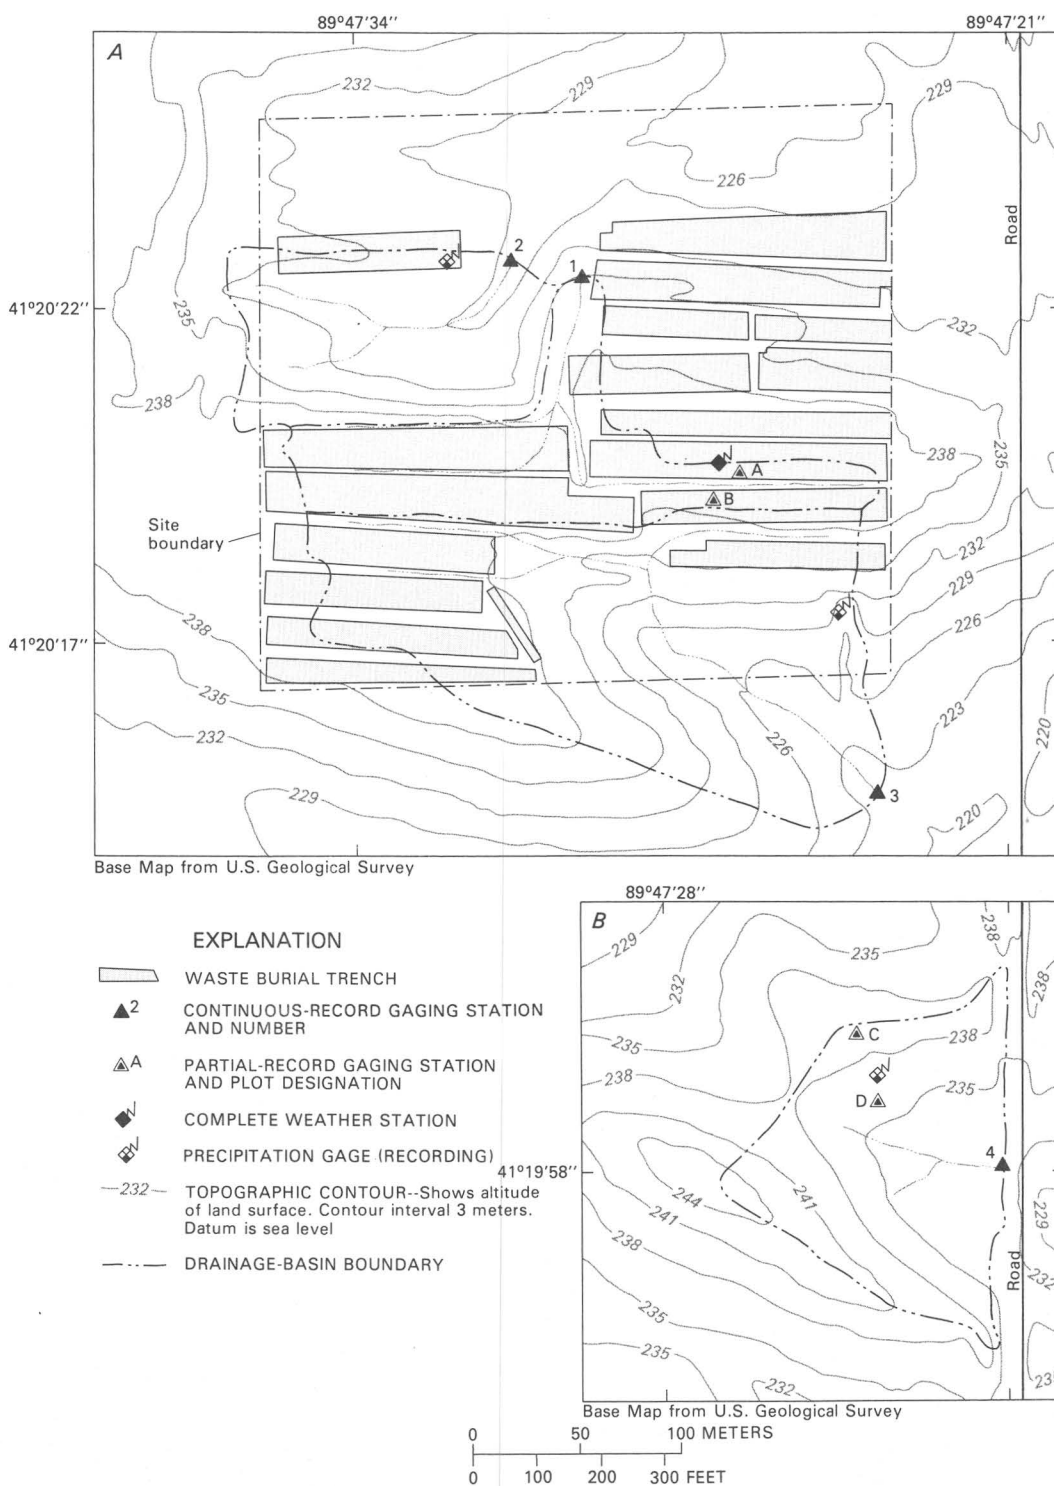 89°47'34"
89°47'21"
A
232
229
229
226
Road
2
1
41°20'22"
235
232
238
238
235
A
B
Site
boundary
232
229
238
226
41°20'17"
235
223
232
226
220
229
3
220
Base Map from U.S. Geological Survey
89°47'28"
EXPLANATION
B
229
238
235
WASTE BURIAL TRENCH
232
238
2
CONTINUOUS-RECORD GAGING STATION
AND NUMBER
C
235
238
A
PARTIAL-RECORD GAGING STATION
AND PLOT DESIGNATION
238
235
D
COMPLETE WEATHER STATION
PRECIPITATION GAGE (RECORDING)
4
41°19'58"
232
TOPOGRAPHIC CONTOUR--Shows altitude
of land surface. Contour interval 3 meters.
Datum is sea level
244
241
241
229
238
DRAINAGE-BASIN BOUNDARY
Road
232
235
235
232
Base Map from U.S. Geological Survey
0 50 100 METERS
0 100 200 300 FEET